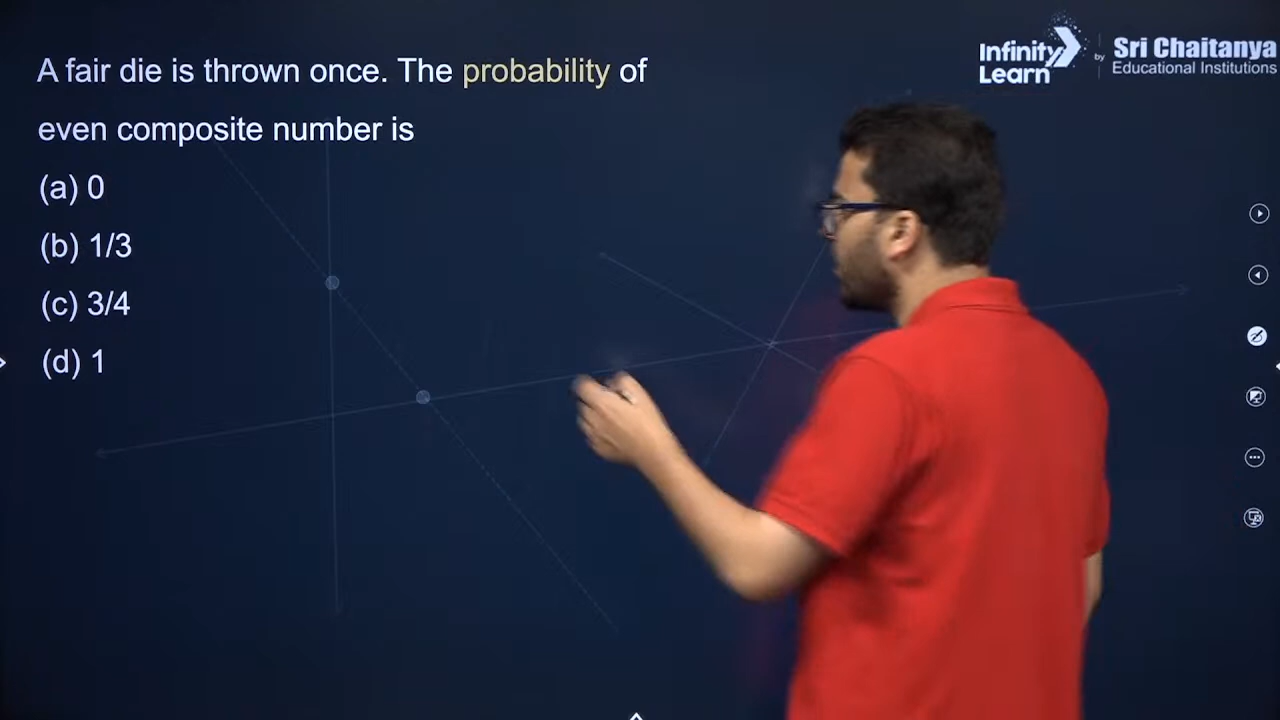 A fair die is thrown once. The probability of
even composite number is
(a) 0
(b) 1/3
(c) 3/4
(d) 1
Infinity
Learn
by
Sri Chaitanya
Educational Institutions